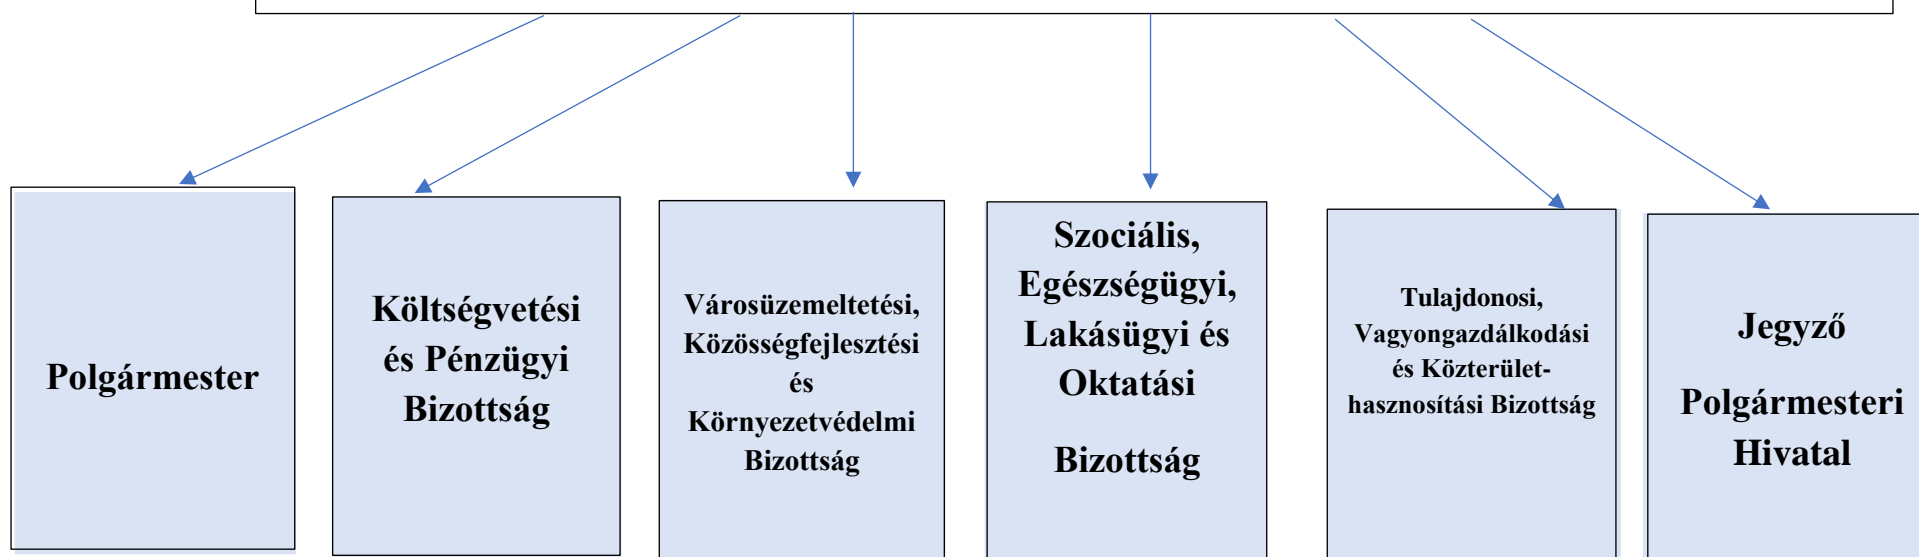 Polgármester
Költségvetési
és Pénzügyi
Bizottság
Városüzemeltetési,
Közösségfejlesztési
és
Környezetvédelmi
Bizottság
Szociális,
Egészségügyi,
Lakásügyi és
Oktatási
Bizottság
Tulajdonosi,
Vagyongazdálkodási
és Közterület-
hasznosítási Bizottság
Jegyző
Polgármesteri
Hivatal